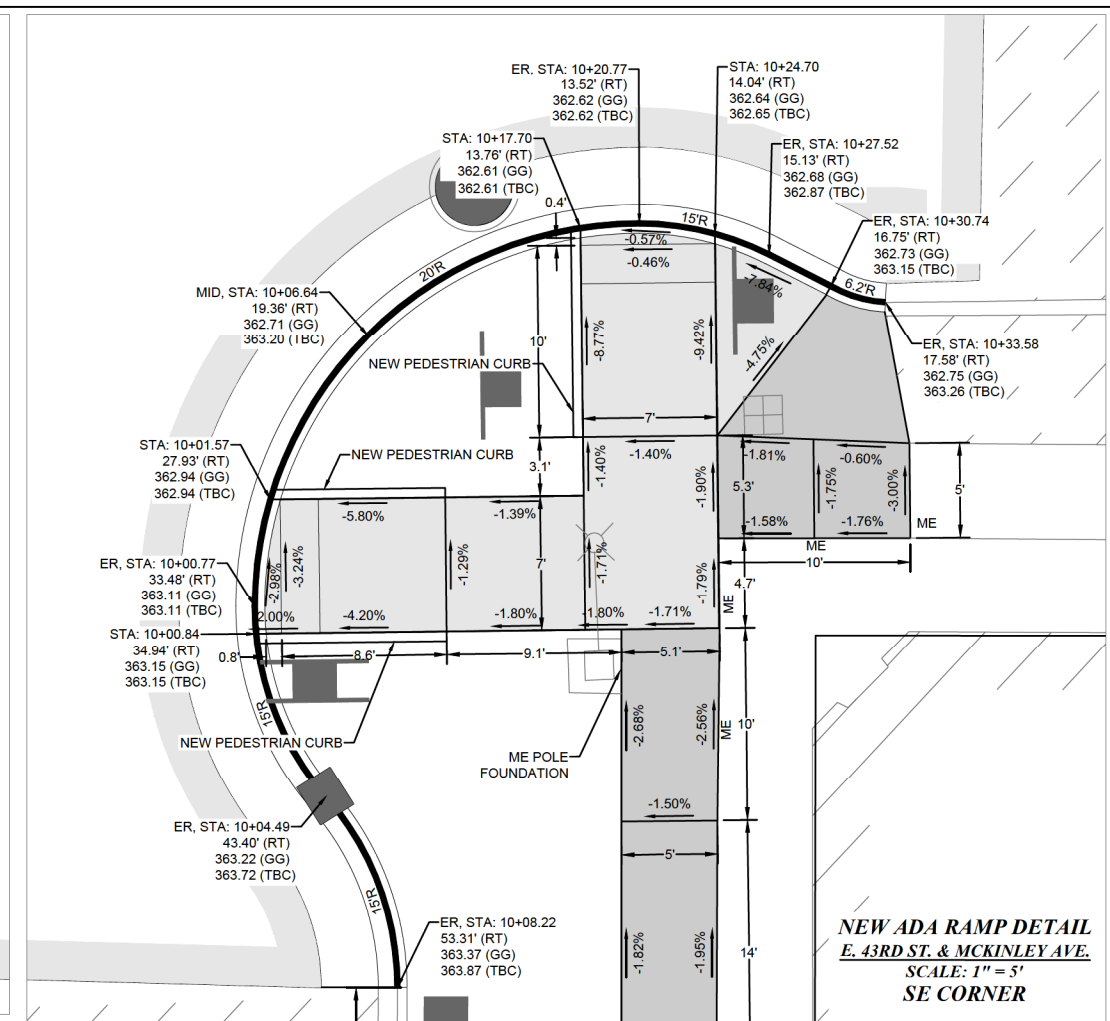 ER, STA: 10+20.77
13.52' (RT)
362.62 (GG)
362.62 (TBC)
STA: 10+24.70
14.04' (RT)
362.64 (GG)
362.65 (TBC)
STA: 10+17.70
13.76' (RT)
362.61 (GG)
362.61 (TBC)
ER, STA: 10+27.52
15.13' (RT)
362.68 (GG)
362.87 (TBC)
0.4'
15'R
ER, STA: 10+30.74
16.75' (RT)
362.73 (GG)
363.15 (TBC)
-0.57%
-0.46%
20'R
-7.84%
6.2'R
MID, STA: 10+06.64
19.36' (RT)
362.71 (GG)
363.20 (TBC)
10'
-8.77%
-9.42%
-4.75%
ER, STA: 10+33.58
17.58' (RT)
362.75 (GG)
363.26 (TBC)
NEW PEDESTRIAN CURB
7'
STA: 10+01.57
27.93' (RT)
362.94 (GG)
362.94 (TBC)
NEW PEDESTRIAN CURB
3.1'
-1.40%
-1.40%
-1.90%
-1.81%
-0.60%
5.3'
-1.75%
-3.00%
5'
-5.80%
-1.39%
-1.58%
-1.76%
ME
ME
10'
ER, STA: 10+00.77
33.48' (RT)
363.11 (GG)
363.11 (TBC)
-2.98%
-3.24%
-1.29%
7'
-1.71%
-1.79%
4.7'
ME
2.00%
-4.20%
-1.80%
-1.80%
-1.71%
STA: 10+00.84
34.94' (RT)
363.15 (GG)
363.15 (TBC)
0.8'
8.6'
9.1'
5.1'
15'R
NEW PEDESTRIAN CURB
ME POLE
FOUNDATION
-2.68%
-2.56%
ME
10'
-1.50%
ER, STA: 10+04.49
43.40' (RT)
363.22 (GG)
363.72 (TBC)
5'
15'R
ER, STA: 10+08.22
53.31' (RT)
363.37 (GG)
363.87 (TBC)
-1.82%
-1.95%
14'
NEW ADA RAMP DETAIL
E. 43RD ST. & MCKINLEY AVE.
SCALE: 1" = 5'
SE CORNER